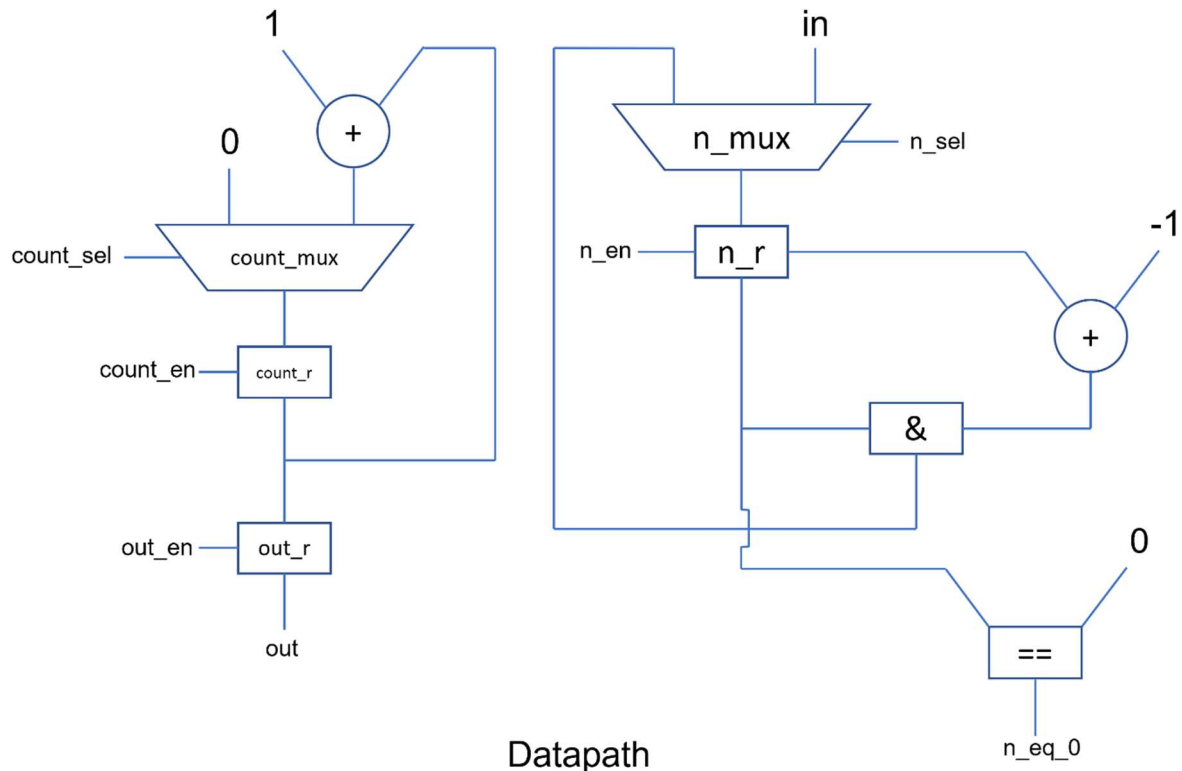 1
in
+
0
n_mux
n_sel
count_sel
count_mux
n_en
n_r
-1
+
count_en
count_r
&
out_en
out_r
0
out
==
n_eq_0
Datapath